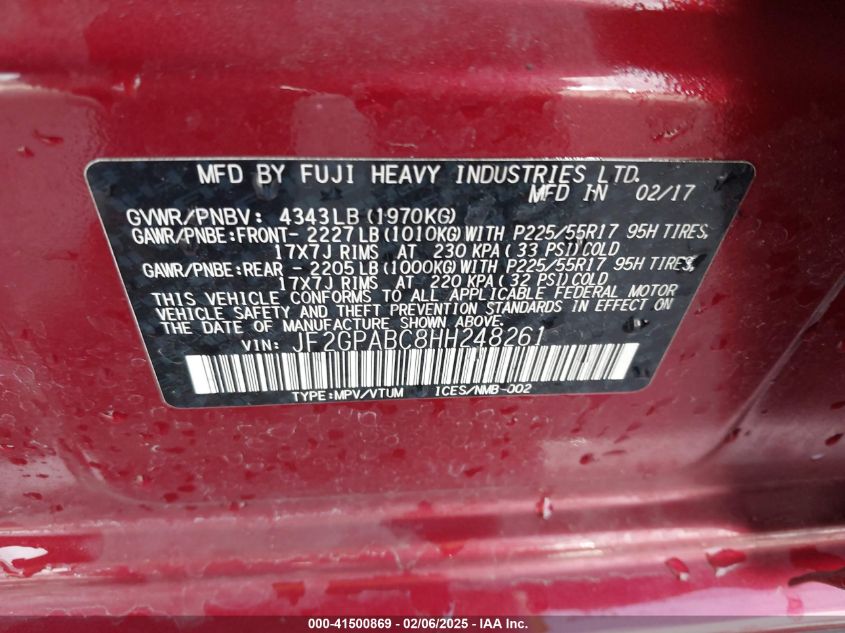 MFD BY FUJI HEAVY INDUSTRIES LTD.
MFD IN 02/17
GVWR/PNBV: 4343LB (1970KG)
GAWR/PNBE:FRONT- 2227LB (1010KG) WITH P225/55R17 95H TIRES,
17X7J RIMS AT 230 KPA( 33 PSI) COLD
GAWR/PNBE:REAR - 2205LB (1000KG) WITH P225/55R17 95H TIRES,
17X7J RIMS AT 220 KPA( 32 PSI) COLD
THIS VEHICLE CONFORMS TO ALL APPLICABLE FEDERAL MOTOR
VEHICLE SAFETY AND THEFT PREVENTION STANDARDS IN EFFECT ON
THE DATE OF MANUFACTURE SHOWN ABOVE.
VIN: JF2GPABC8HH248261
TYPE:MPV/VTUM ICES/NMB-002
000-41500869 - 02/06/2025 - IAA Inc.